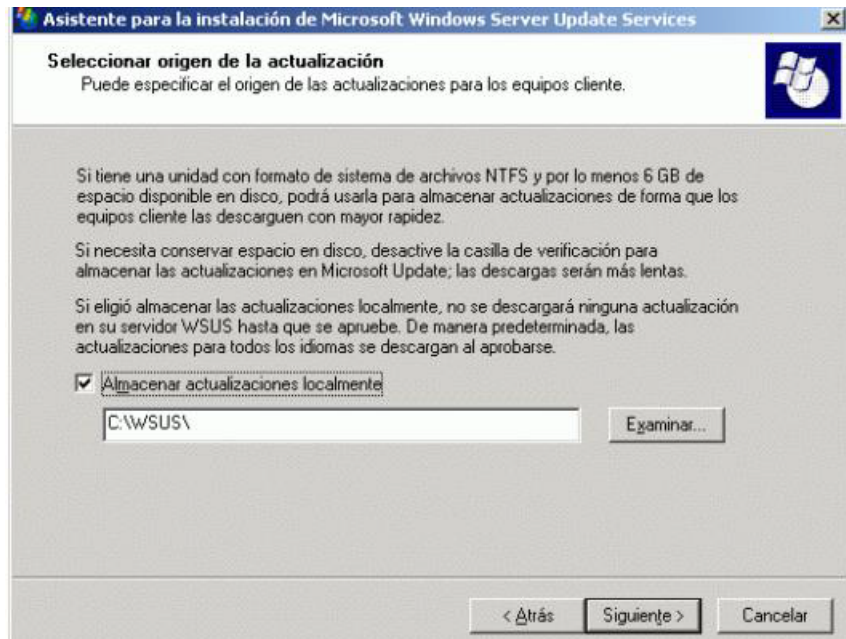 Asistente para la instalación de Microsoft Windows Server Update Services
Seleccionar origen de la actualización
Puede especificar el origen de las actualizaciones para los equipos cliente.
Si tiene una unidad con formato de sistema de archivos NTFS y por lo menos 6 GB de
espacio disponible en disco, podrá usarla para almacenar actualizaciones de forma que los
equipos cliente las descarguen con mayor rapidez.
Si necesita conservar espacio en disco, desactive la casilla de verificación para
almacenar las actualizaciones en Microsoft Update; las descargas serán más lentas.
Si eligió almacenar las actualizaciones localmente, no se descargará ninguna actualización
en su servidor WSUS hasta que se apruebe. De manera predeterminada, las
actualizaciones para todos los idiomas se descargan al aprobarse.
Almacenar actualizaciones localmente
C:\WSUS\ Examinar...
< Atrás Siguiente > Cancelar